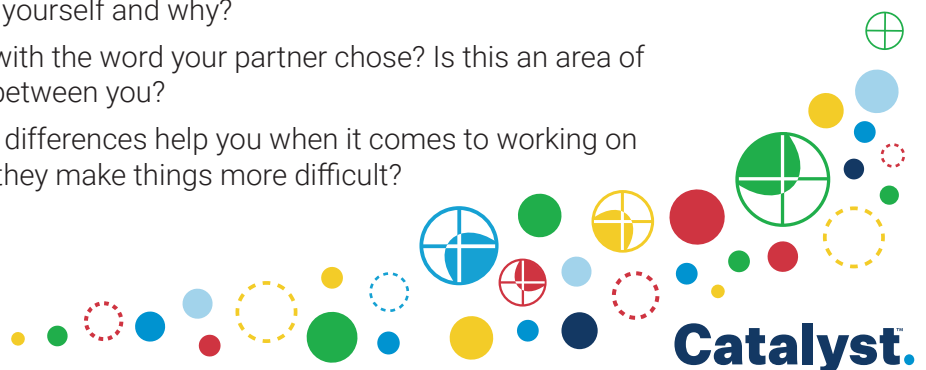 yourself and why?
with the word your partner chose? Is this an area of
between you?
differences help you when it comes to working on
they make things more difficult?
Catalyst.™